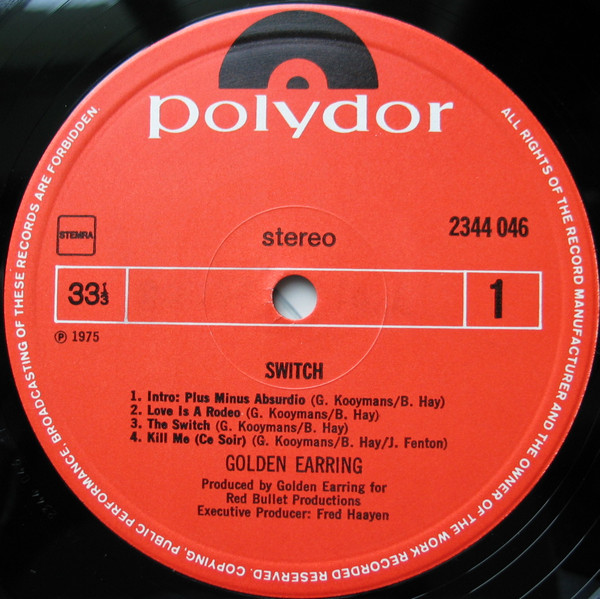 polydor
STEMRA
stereo
2344 046
33 1/3
1
℗ 1975
SWITCH
1. Intro: Plus Minus Absurdio (G. Kooymans/B. Hay)
2. Love Is A Rodeo (G. Kooymans/B. Hay)
3. The Switch (G. Kooymans/B. Hay)
4. Kill Me (Ce Soir) (G. Kooymans/B. Hay/J. Fenton)
GOLDEN EARRING
Produced by Golden Earring for
Red Bullet Productions
Executive Producer: Fred Haayen
ALL RIGHTS OF THE RECORD MANUFACTURER AND THE OWNER OF THE WORK RECORDED RESERVED. COPYING, PUBLIC PERFORMANCE, BROADCASTING OF THESE RECORDS ARE FORBIDDEN.